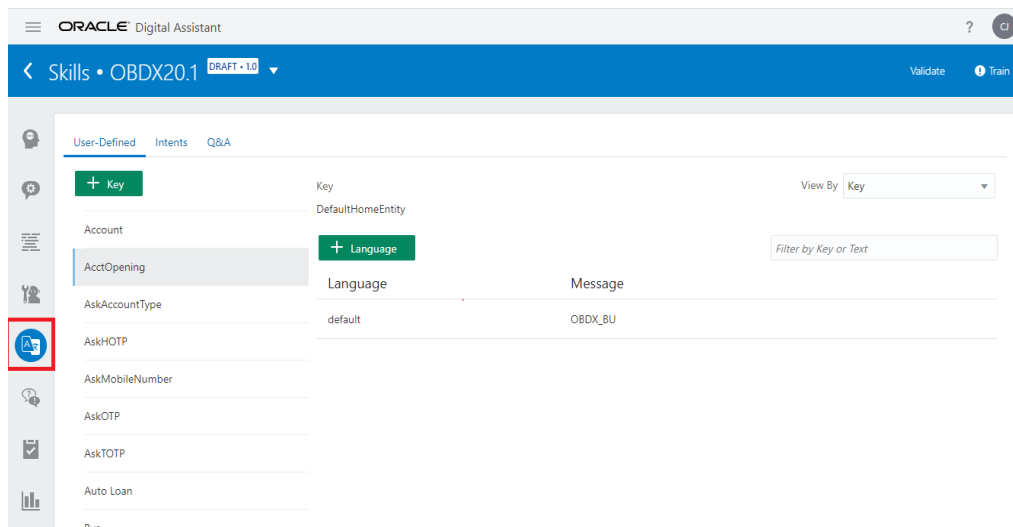 ORACLE Digital Assistant
? CJ
Skills • OBDX20.1 DRAFT • 1.0
Validate Train
User-Defined Intents Q&A
+ Key
Account
AcctOpening
AskAccountType
AskHOTP
AskMobileNumber
AskOTP
AskTOTP
Auto Loan
Key
View By Key
DefaultHomeEntity
+ Language
Filter by Key or Text
Language Message
default OBDX_BU